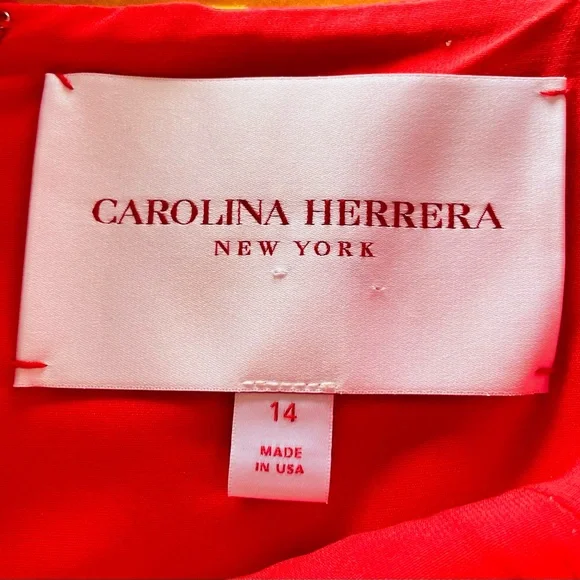 CAROLINA HERRERA
NEW YORK
14
MADE
IN USA